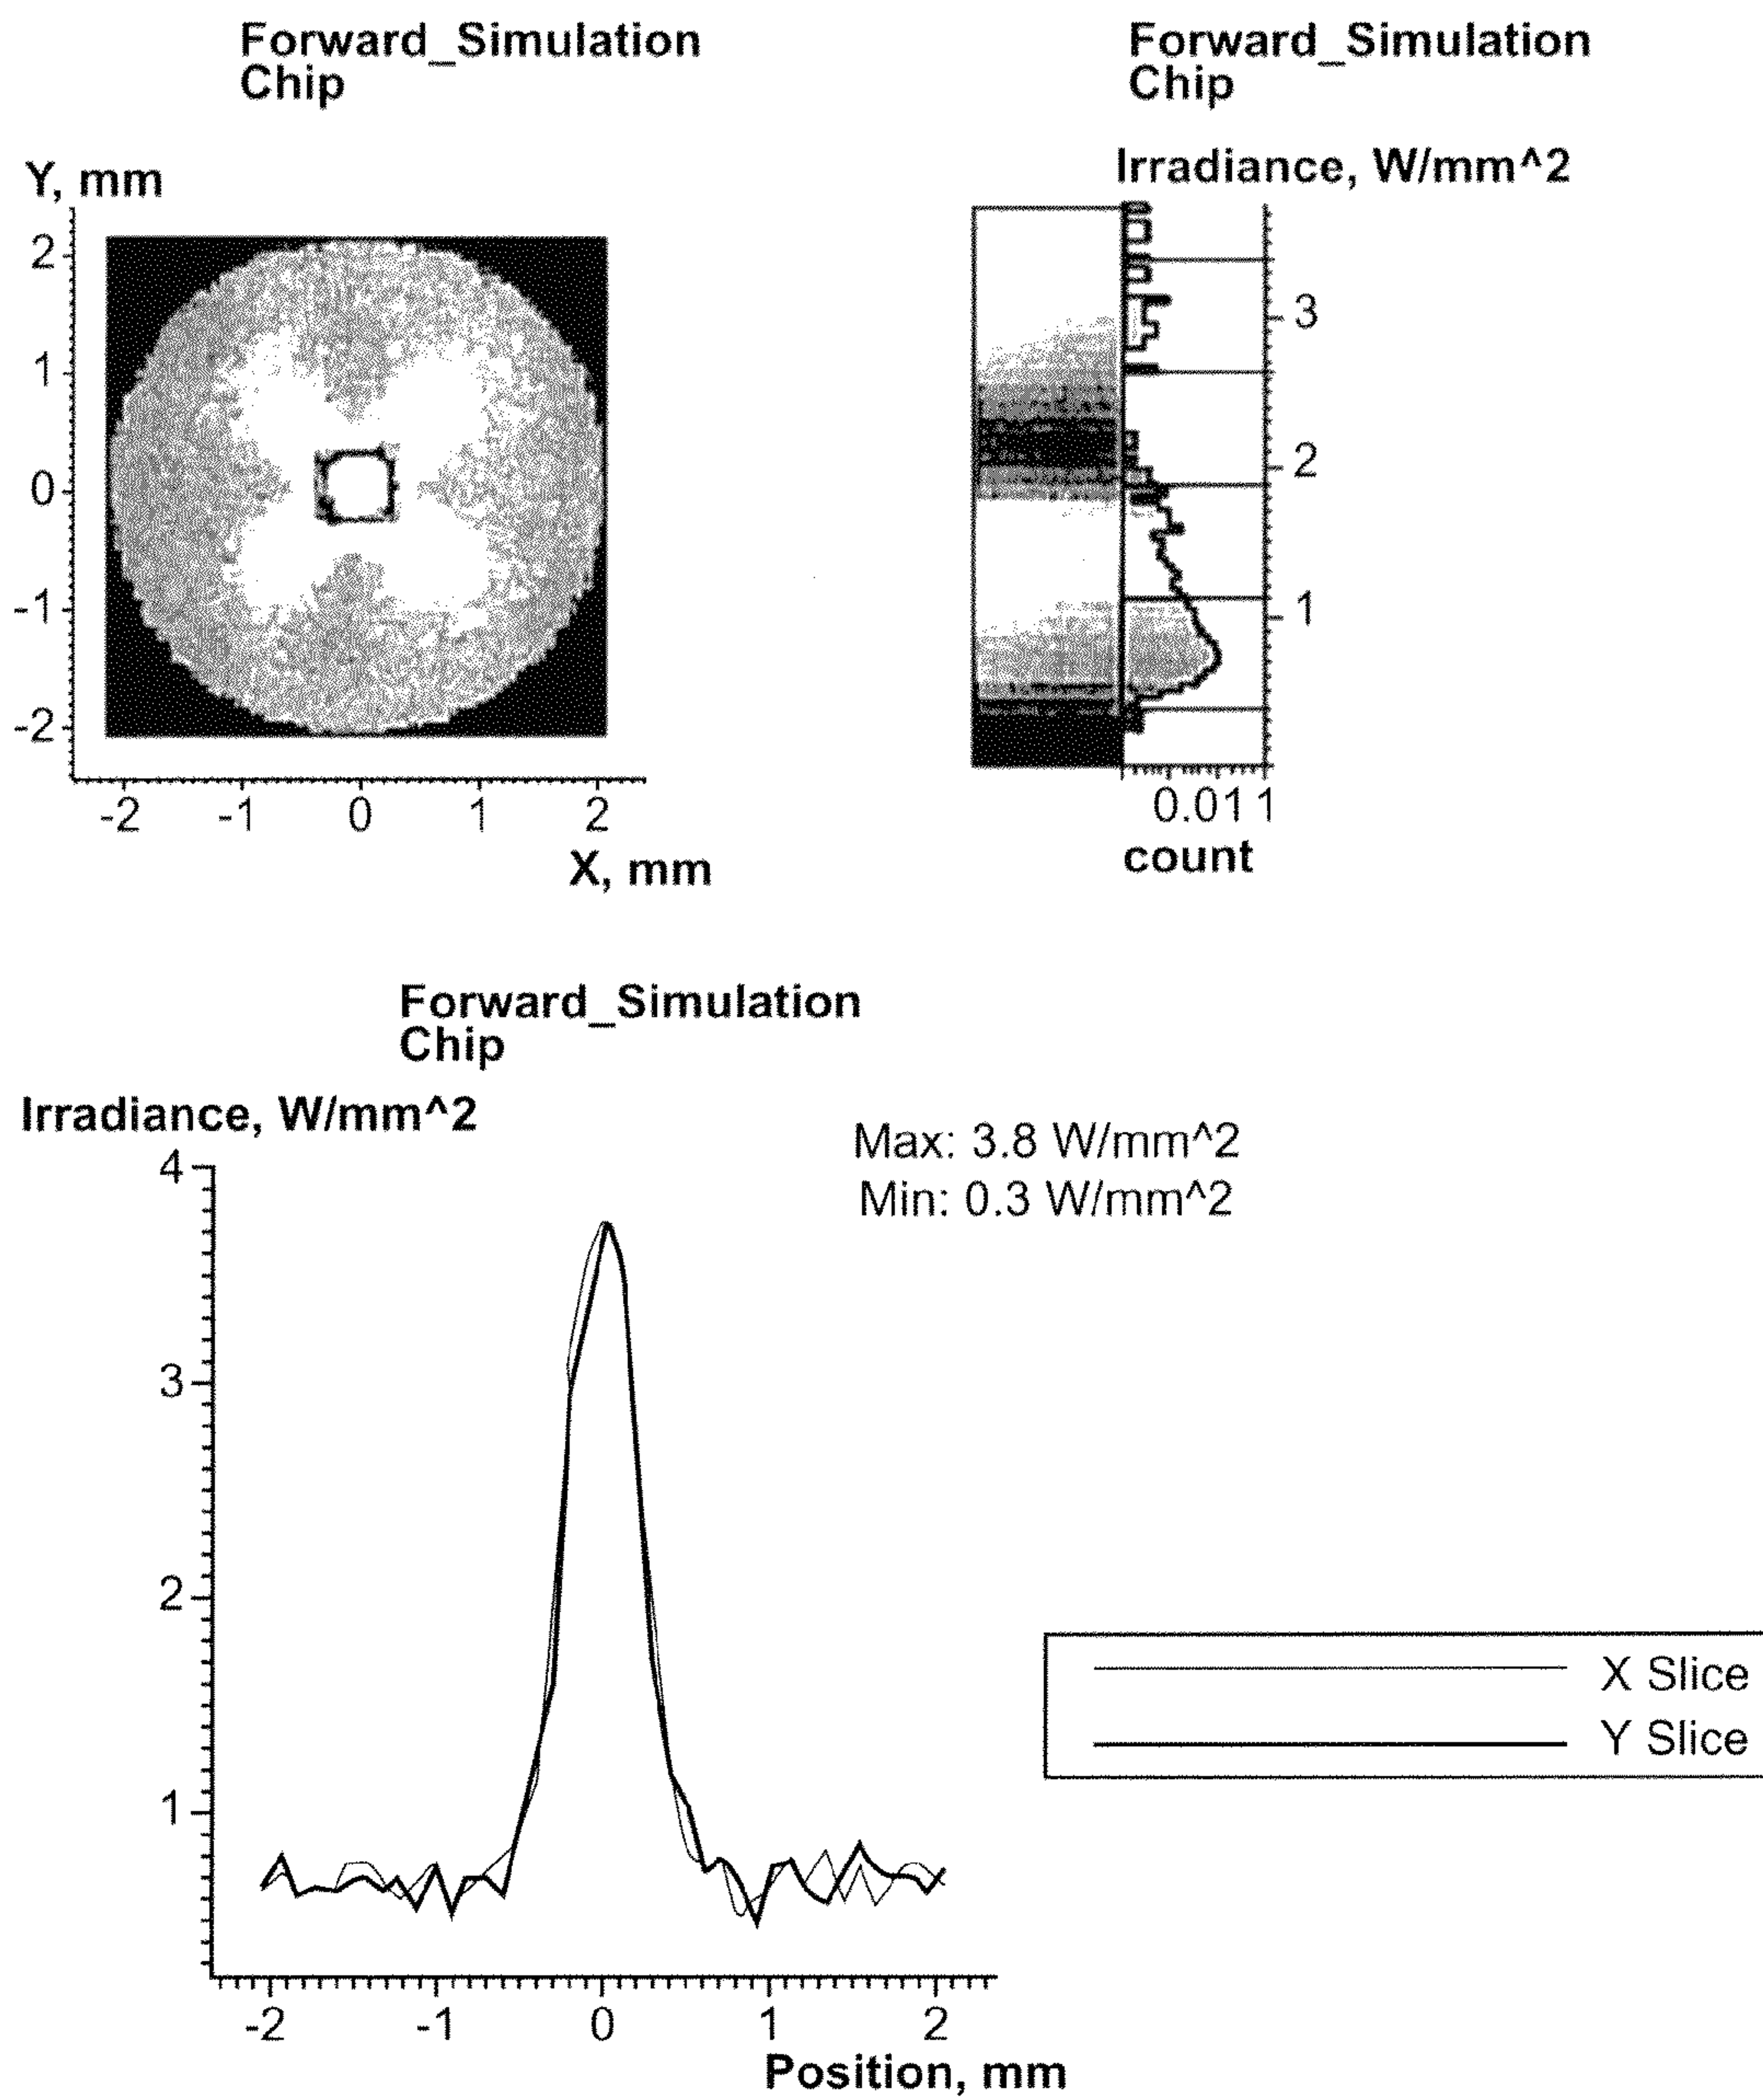 Forward_Simulation
Chip
Y, mm
2
1
0
-1
-2
-2 -1 0 1 2
X, mm
Forward_Simulation
Chip
Irradiance, W/mm^2
3
2
1
0.01 1
count
Forward_Simulation
Chip
Irradiance, W/mm^2
Max: 3.8 W/mm^2
Min: 0.3 W/mm^2
4
3
2
1
-2 -1 0 1 2
Position, mm
X Slice
Y Slice